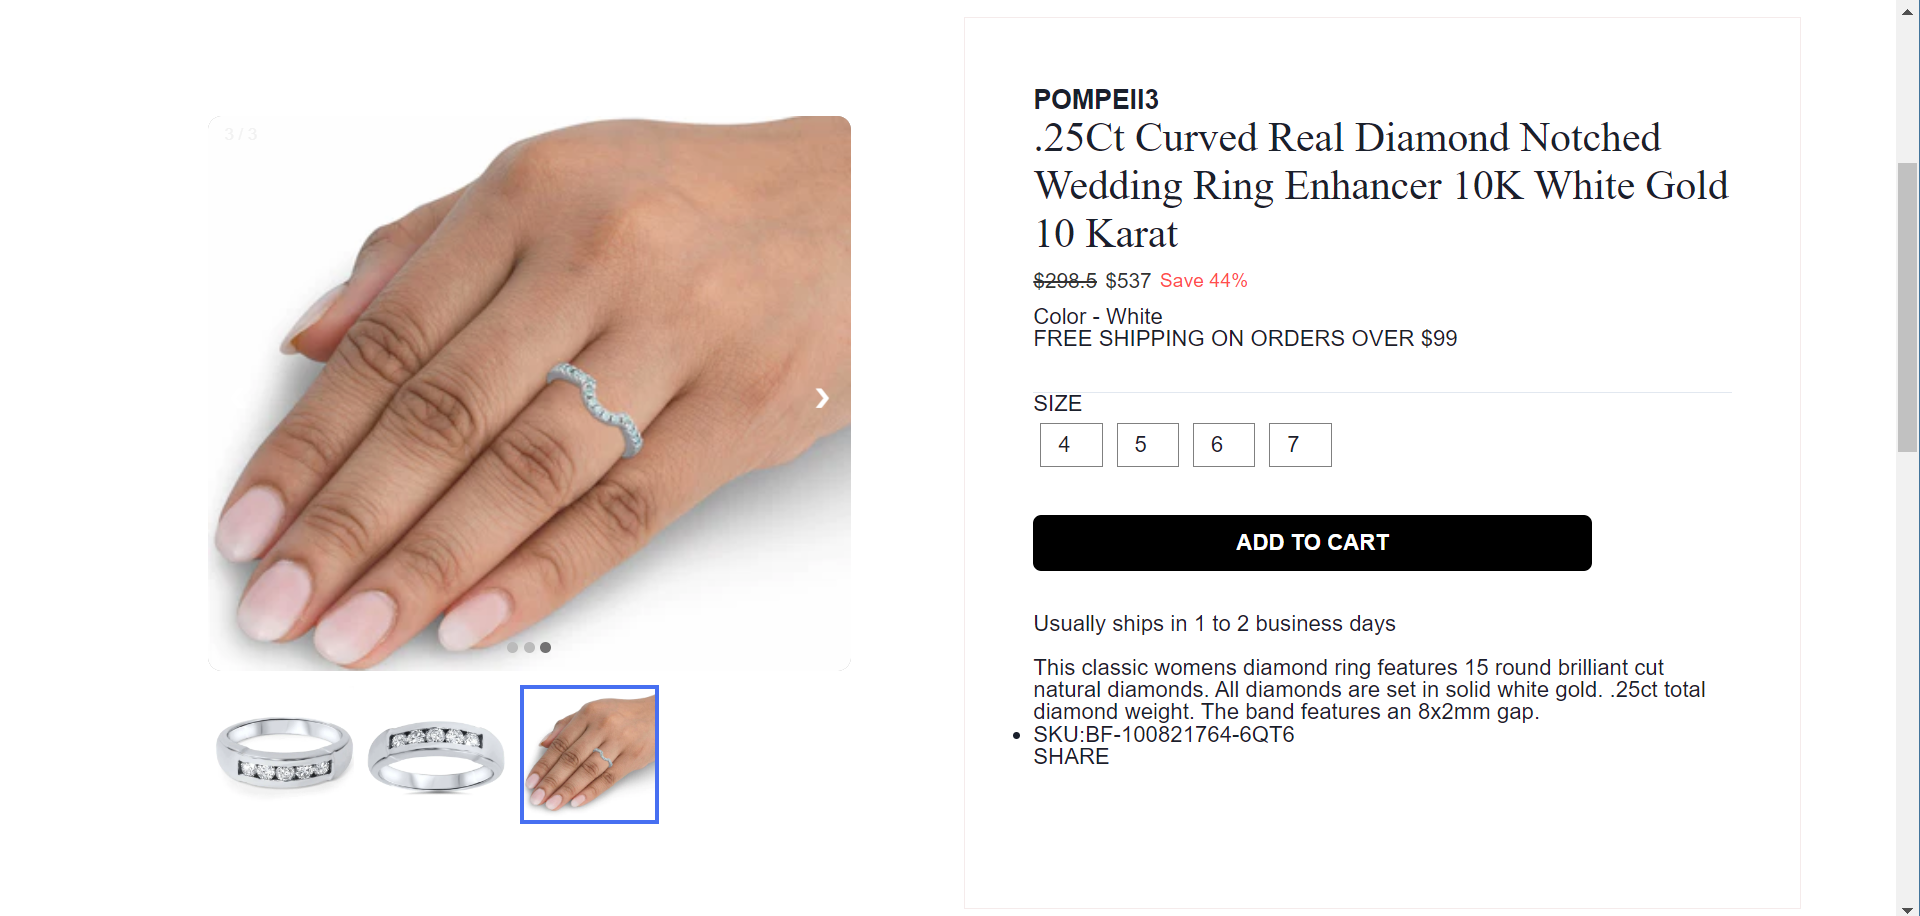 3 / 3
POMPEII3
.25Ct Curved Real Diamond Notched
Wedding Ring Enhancer 10K White Gold
10 Karat
$298.5 $537 Save 44%
Color - White
FREE SHIPPING ON ORDERS OVER $99
SIZE
4 5 6 7
ADD TO CART
Usually ships in 1 to 2 business days
This classic womens diamond ring features 15 round brilliant cut
natural diamonds. All diamonds are set in solid white gold. .25ct total
diamond weight. The band features an 8x2mm gap.
SKU:BF-100821764-6QT6
SHARE